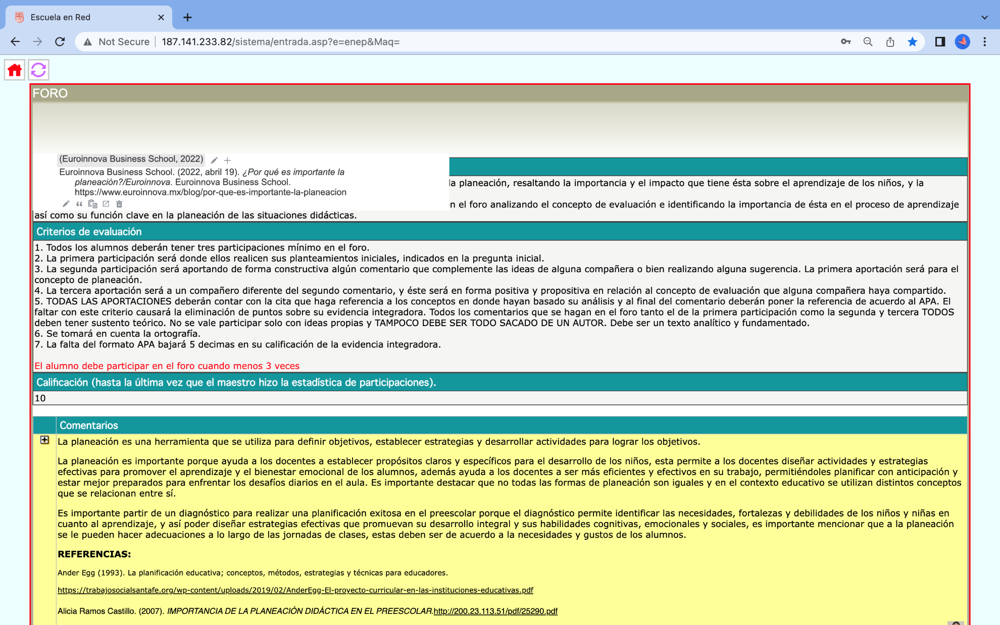 Escuela en Red
Not Secure
187.141.233.82/sistema/entrada.asp?e=enep&Maq=
FORO
(Euroinnova Business School, 2022)
Euroinnova Business School. (2022, abril 19). ¿Por qué es importante la
planeación?/Euroinnova. Euroinnova Business School.
https://www.euroinnova.mx/blog/por-que-es-importante-la-planeacion
la planeación, resaltando la importancia y el impacto que tiene ésta sobre el aprendizaje de los niños, y la
n el foro analizando el concepto de evaluación e identificando la importancia de ésta en el proceso de aprendizaje
así como su función clave en la planeación de las situaciones didácticas.
Criterios de evaluación
1. Todos los alumnos deberán tener tres participaciones mínimo en el foro.
2. La primera participación será donde ellos realicen sus planteamientos iniciales, indicados en la pregunta inicial.
3. La segunda participación será aportando de forma constructiva algún comentario que complemente las ideas de alguna compañera o bien realizando alguna sugerencia. La primera aportación será para el
concepto de planeación.
4. La tercera aportación será a un compañero diferente del segundo comentario, y éste será en forma positiva y propositiva en relación al concepto de evaluación que alguna compañera haya compartido.
5. TODAS LAS APORTACIONES deberán contar con la cita que haga referencia a los conceptos en donde hayan basado su análisis y al final del comentario deberán poner la referencia de acuerdo al APA. El
faltar con este criterio causará la eliminación de puntos sobre su evidencia integradora. Todos los comentarios que se hagan en el foro tanto el de la primera participación como la segunda y tercera TODOS
deben tener sustento teórico. No se vale participar solo con ideas propias y TAMPOCO DEBE SER TODO SACADO DE UN AUTOR. Debe ser un texto analítico y fundamentado.
6. Se tomará en cuenta la ortografía.
7. La falta del formato APA bajará 5 decimas en su calificación de la evidencia integradora.
El alumno debe participar en el foro cuando menos 3 veces
Calificación (hasta la última vez que el maestro hizo la estadística de participaciones).
10
Comentarios
La planeación es una herramienta que se utiliza para definir objetivos, establecer estrategias y desarrollar actividades para lograr los objetivos.
La planeación es importante porque ayuda a los docentes a establecer propósitos claros y específicos para el desarrollo de los niños, esta permite a los docentes diseñar actividades y estrategias
efectivas para promover el aprendizaje y el bienestar emocional de los alumnos, además ayuda a los docentes a ser más eficientes y efectivos en su trabajo, permitiéndoles planificar con anticipación y
estar mejor preparados para enfrentar los desafíos diarios en el aula. Es importante destacar que no todas las formas de planeación son iguales y en el contexto educativo se utilizan distintos conceptos
que se relacionan entre sí.
Es importante partir de un diagnóstico para realizar una planificación exitosa en el preescolar porque el diagnóstico permite identificar las necesidades, fortalezas y debilidades de los niños y niñas en
cuanto al aprendizaje, y así poder diseñar estrategias efectivas que promuevan su desarrollo integral y sus habilidades cognitivas, emocionales y sociales, es importante mencionar que a la planeación
se le pueden hacer adecuaciones a lo largo de las jornadas de clases, estas deben ser de acuerdo a la necesidades y gustos de los alumnos.
REFERENCIAS:
Ander Egg (1993). La planificación educativa; conceptos, métodos, estrategias y técnicas para educadores.
https://trabajosocialsantafe.org/wp-content/uploads/2019/02/AnderEgg-El-proyecto-curricular-en-las-instituciones-educativas.pdf
Alicia Ramos Castillo. (2007). IMPORTANCIA DE LA PLANEACIÓN DIDÁCTICA EN EL PREESCOLAR.http://200.23.113.51/pdf/25290.pdf